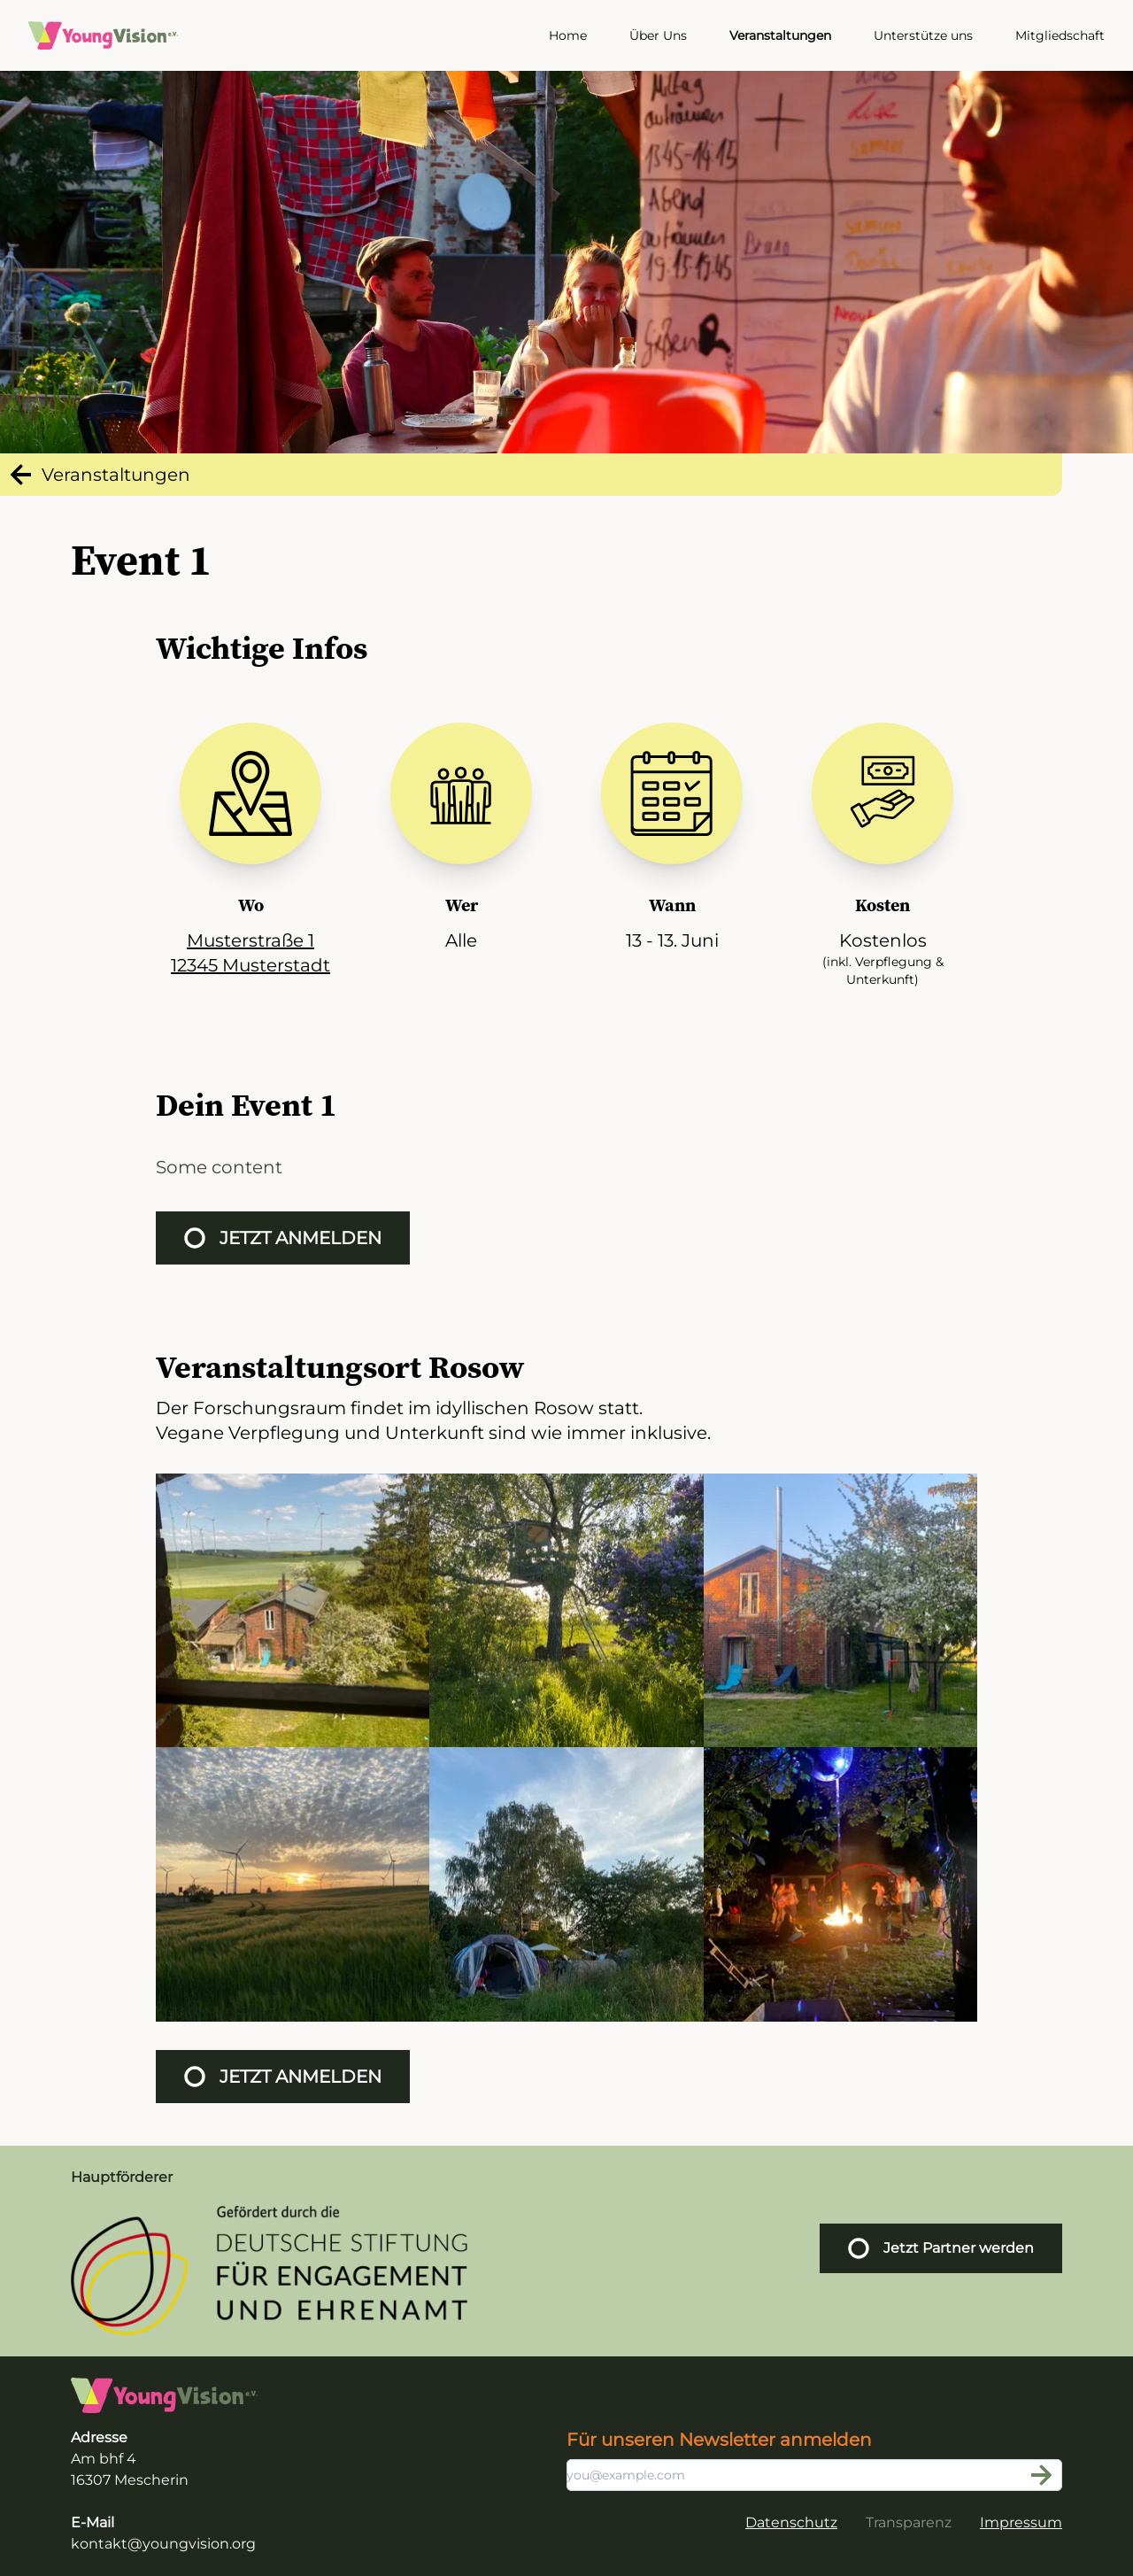 YoungVision e.V.
Home
Über Uns
Veranstaltungen
Unterstütze uns
Mitgliedschaft
Mittag
aufräumen
1345-14.15
Abend
aufräumen
19:15-19:45
Veranstaltungen
Event 1
Wichtige Infos
Wo
Musterstraße 1
12345 Musterstadt
Wer
Alle
Wann
13 - 13. Juni
Kosten
Kostenlos
(inkl. Verpflegung &
Unterkunft)
Dein Event 1
Some content
JETZT ANMELDEN
Veranstaltungsort Rosow
Der Forschungsraum findet im idyllischen Rosow statt.
Vegane Verpflegung und Unterkunft sind wie immer inklusive.
JETZT ANMELDEN
Hauptförderer
Gefördert durch die
DEUTSCHE STIFTUNG
FÜR ENGAGEMENT
UND EHRENAMT
Jetzt Partner werden
YoungVision e.V.
Adresse
Am bhf 4
16307 Mescherin
E-Mail
kontakt@youngvision.org
Für unseren Newsletter anmelden
you@example.com
Datenschutz
Transparenz
Impressum